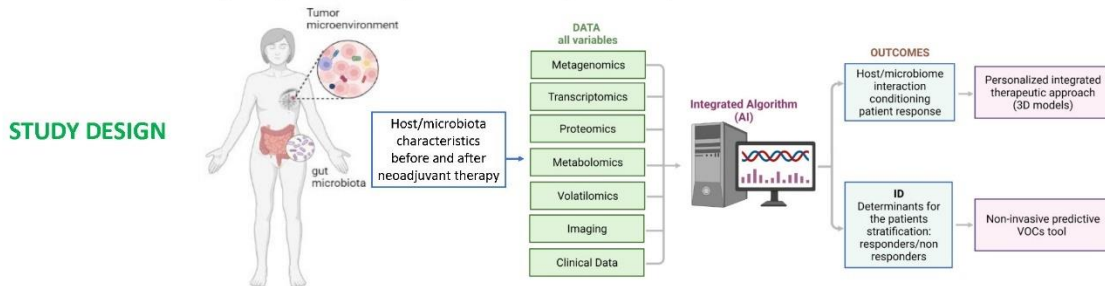 STUDY DESIGN
Tumor
microenvironment
gut
microbiota
Host/microbiota
characteristics
before and after
neoadjuvant therapy
DATA
all variables
Metagenomics
Transcriptomics
Proteomics
Metabolomics
Volatilomics
Imaging
Clinical Data
Integrated Algorithm
(AI)
OUTCOMES
Host/microbiome
interaction
conditioning
patient response
Personalized integrated
therapeutic approach
(3D models)
ID
Determinants for
the patients
stratification:
responders/non
responders
Non-invasive predictive
VOCs tool